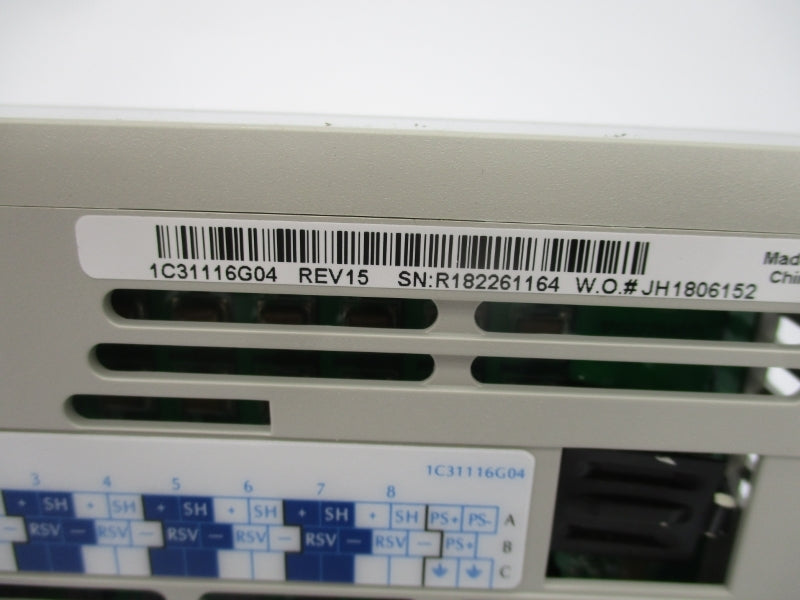 1C31116G04 REV15 SN:R182261164 W.O.#JH1806152
1C31116G04
3 4 5 6 7 8
+ SH + SH + SH + SH + SH + SH PS+ PS- A
— RSV — RSV — RSV — RSV — RSV — RSV — PS+ B
C